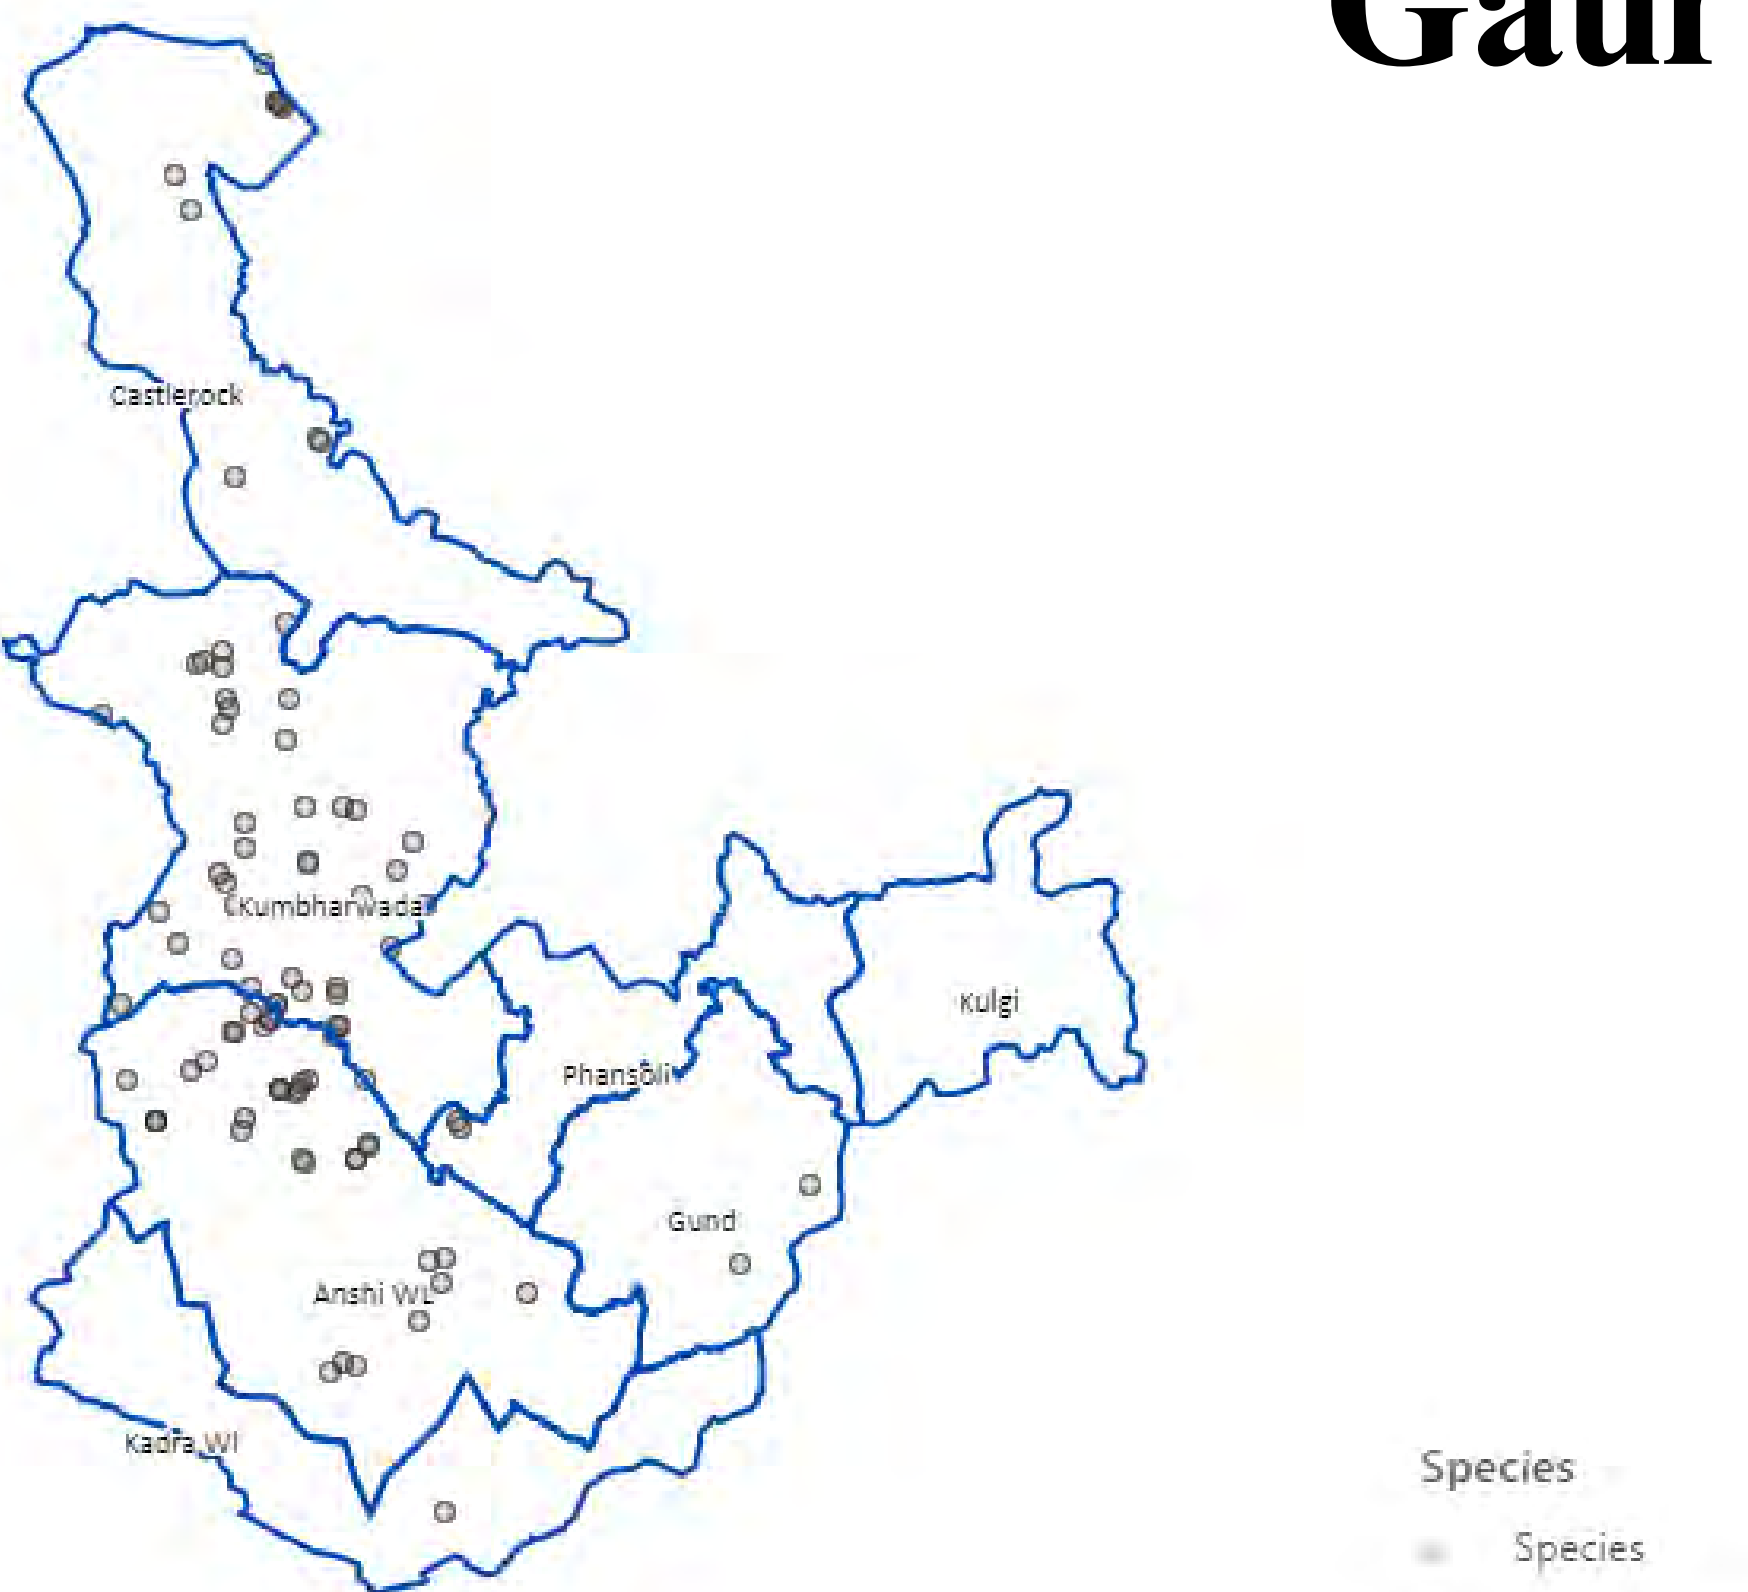 Gaur
Castlerock
Kumbharwada
Kulgi
Phansoli
Gund
Anshi WL
Kadra Wl
Species
Species